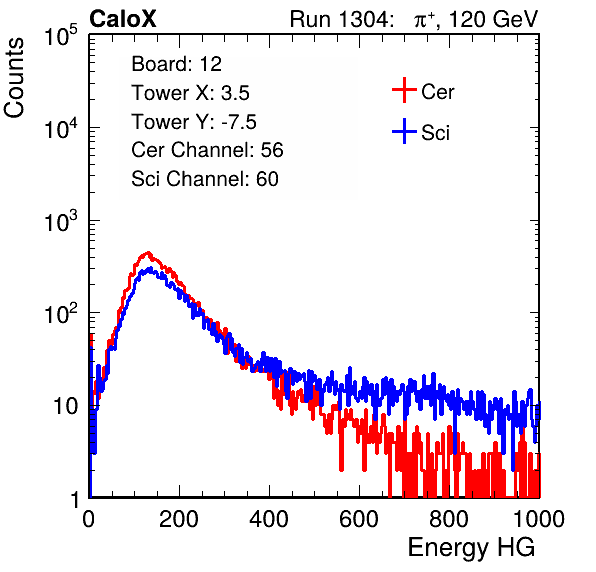 CaloX Run 1304: π⁺, 120 GeV
Counts
10⁵
10⁴
10³
10²
10
1
Board: 12
Tower X: 3.5
Tower Y: -7.5
Cer Channel: 56
Sci Channel: 60
Cer
Sci
0 200 400 600 800 1000
Energy HG